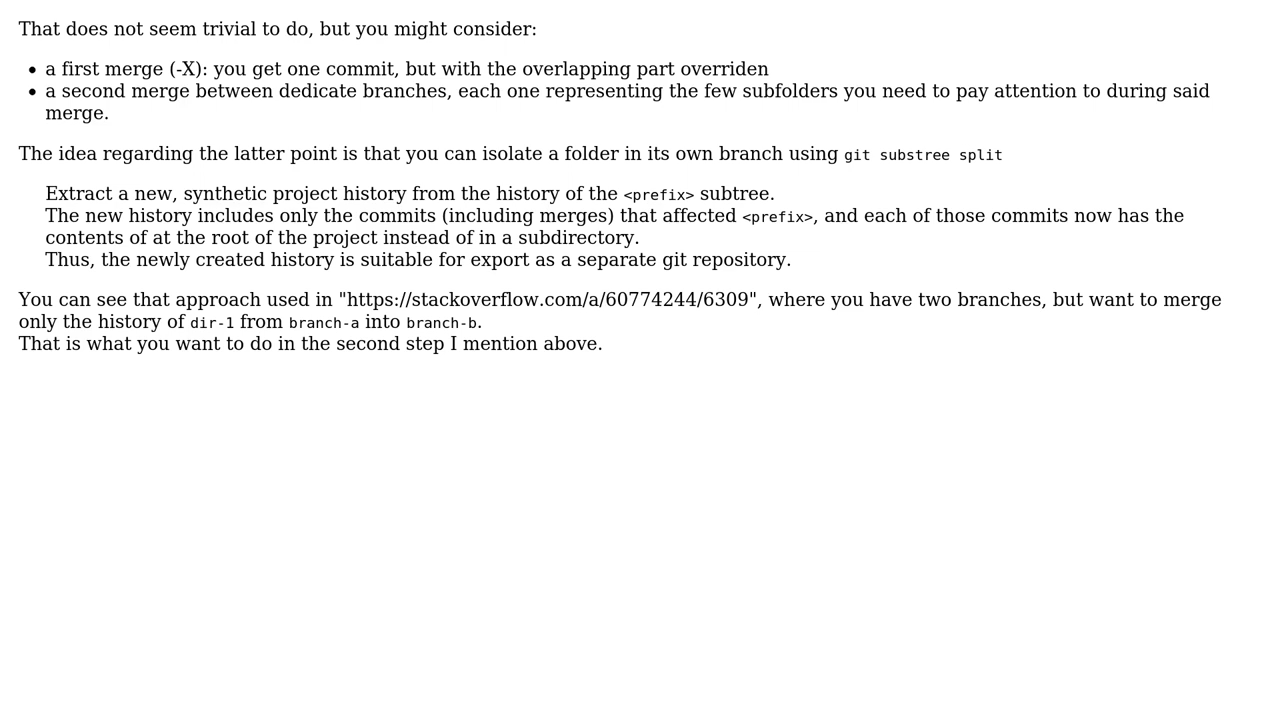 That does not seem trivial to do, but you might consider:
• a first merge (-X): you get one commit, but with the overlapping part overriden
• a second merge between dedicate branches, each one representing the few subfolders you need to pay attention to during said
merge.
The idea regarding the latter point is that you can isolate a folder in its own branch using git substree split
Extract a new, synthetic project history from the history of the <prefix> subtree.
The new history includes only the commits (including merges) that affected <prefix>, and each of those commits now has the
contents of at the root of the project instead of in a subdirectory.
Thus, the newly created history is suitable for export as a separate git repository.
You can see that approach used in "https://stackoverflow.com/a/60774244/6309", where you have two branches, but want to merge
only the history of dir-1 from branch-a into branch-b.
That is what you want to do in the second step I mention above.